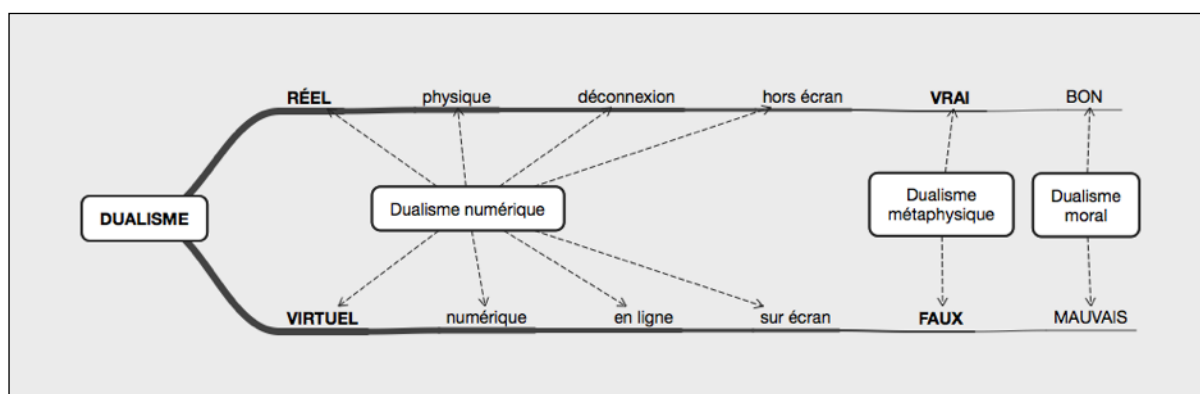 RÉEL physique déconnexion hors écran VRAI BON
DUALISME
Dualisme numérique
Dualisme
métaphysique
Dualisme
moral
VIRTUEL numérique en ligne sur écran FAUX MAUVAIS